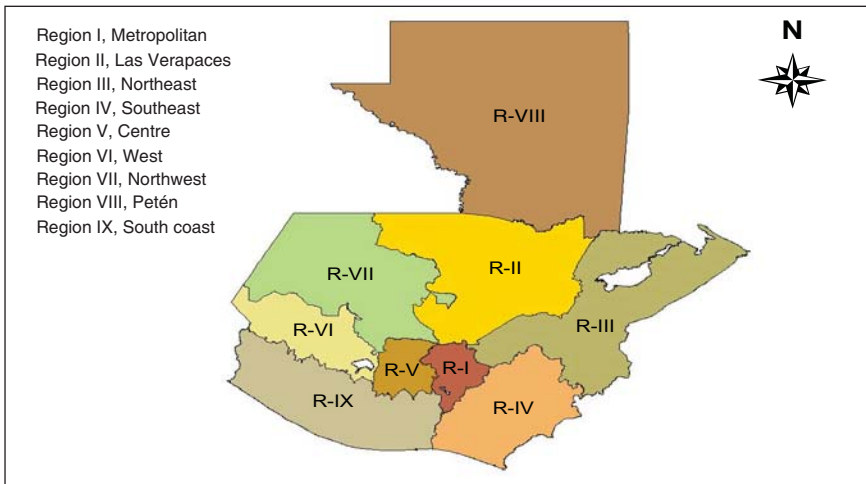 Region I, Metropolitan
Region II, Las Verapaces
Region III, Northeast
Region IV, Southeast
Region V, Centre
Region VI, West
Region VII, Northwest
Region VIII, Petén
Region IX, South coast
N
R-VIII
R-VII
R-II
R-III
R-VI
R-V
R-I
R-IX
R-IV